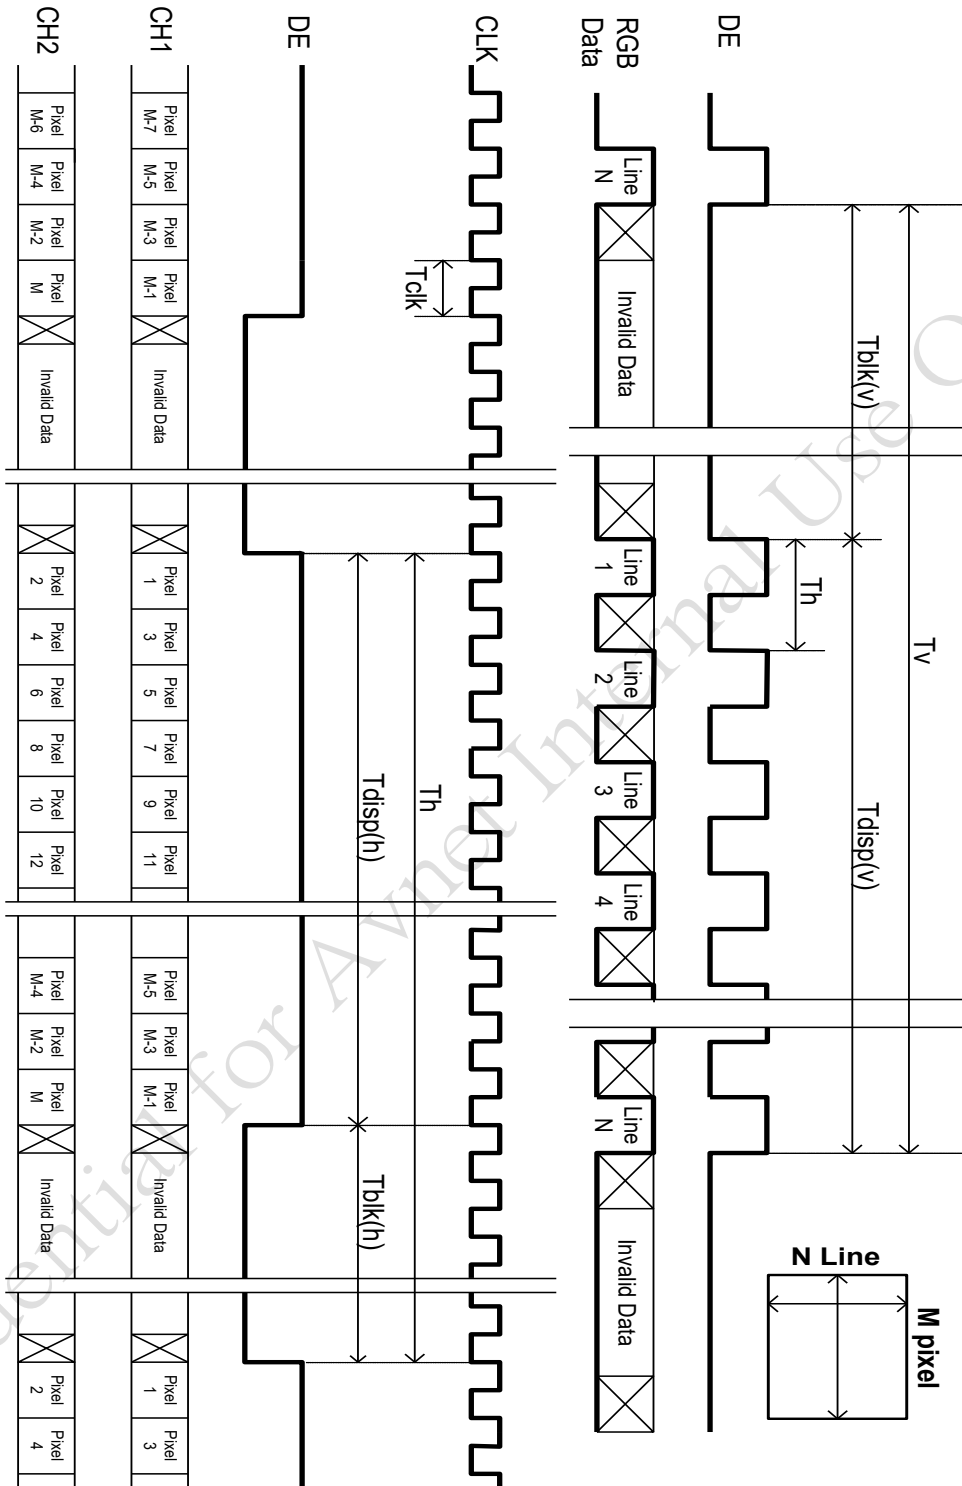 DE
RGB
Data
Tv
Tblk(v)
Tdisp(v)
Th
Line
N
Invalid Data
Line
1
Line
2
Line
3
Line
4
Line
N
Invalid Data
N Line
M pixel
CLK
Tclk
Th
DE
Tdisp(h)
Tblk(h)
CH1
Pixel
M-7
Pixel
M-5
Pixel
M-3
Pixel
M-1
Invalid Data
Pixel
1
Pixel
3
Pixel
5
Pixel
7
Pixel
9
Pixel
11
Pixel
M-5
Pixel
M-3
Pixel
M-1
Invalid Data
Pixel
1
Pixel
3
CH2
Pixel
M-6
Pixel
M-4
Pixel
M-2
Pixel
M
Invalid Data
Pixel
2
Pixel
4
Pixel
6
Pixel
8
Pixel
10
Pixel
12
Pixel
M-4
Pixel
M-2
Pixel
M
Invalid Data
Pixel
2
Pixel
4
for Avnet Internal Use